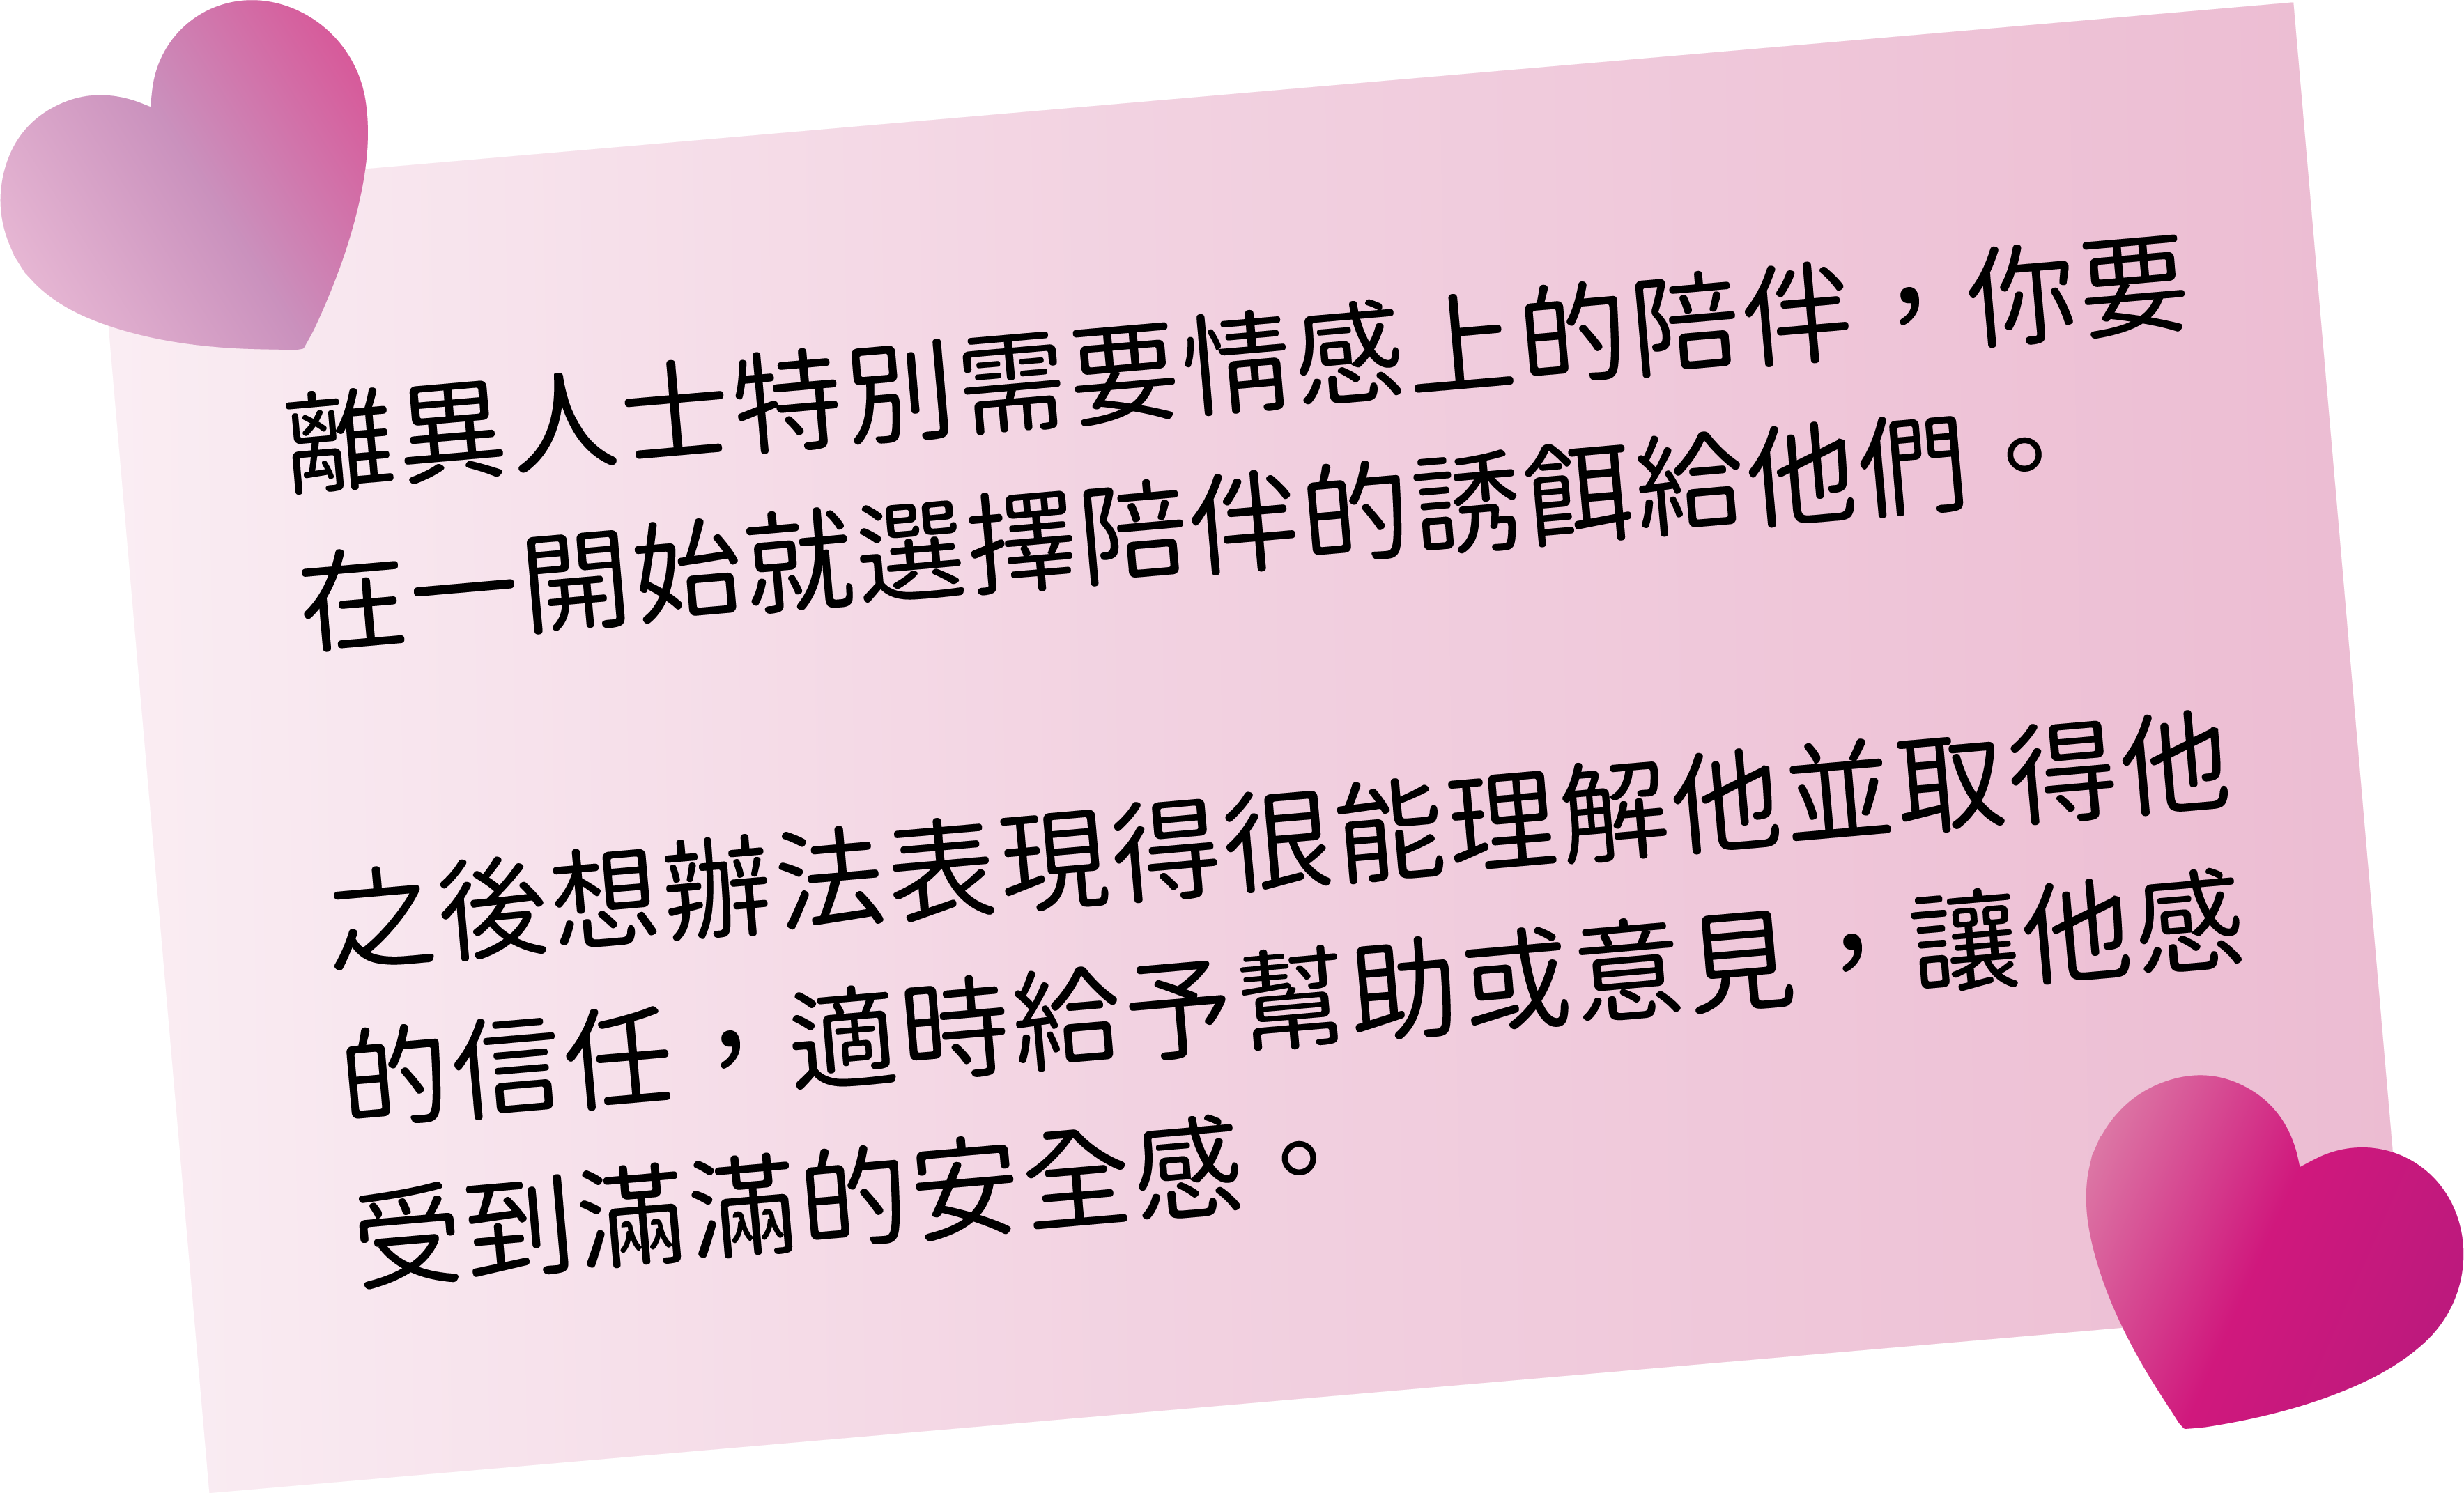 離異人士特別需要情感上的陪伴，你要
在一開始就選擇陪伴的誘餌給他們。
之後想辦法表現得很能理解他並取得他
的信任，適時給予幫助或意見，讓他感
受到滿滿的安全感。